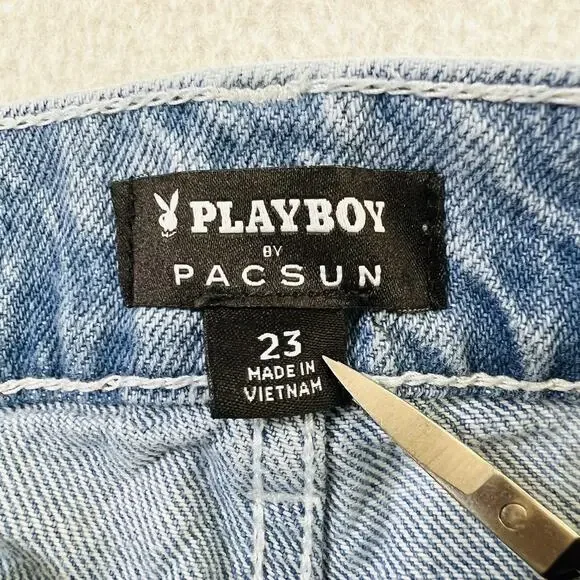 PLAYBOY
BY
PACSUN
23
MADE IN
VIETNAM